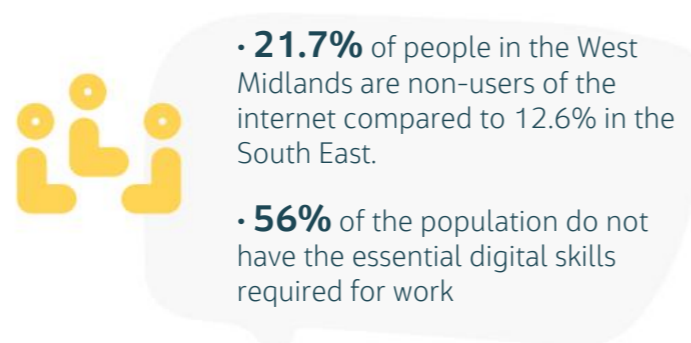 · 21.7% of people in the West
Midlands are non-users of the
internet compared to 12.6% in the
South East.
· 56% of the population do not
have the essential digital skills
required for work